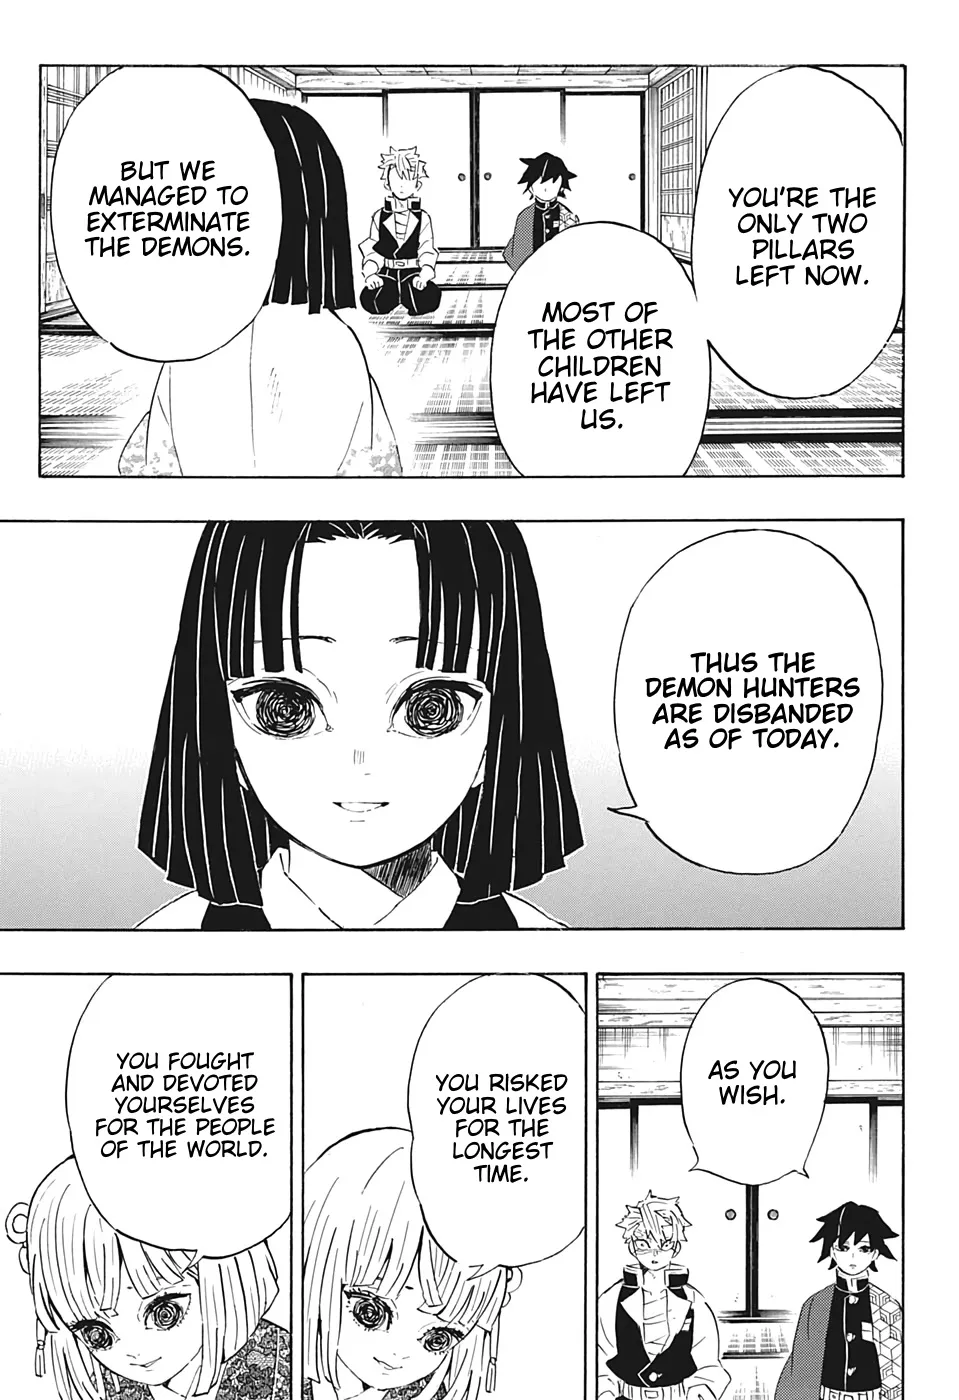 YOU'RE THE
ONLY TWO
PILLARS
LEFT NOW.
MOST OF
THE OTHER
CHILDREN
HAVE LEFT
US.
BUT WE
MANAGED TO
EXTERMINATE
THE DEMONS.
THUS THE
DEMON HUNTERS
ARE DISBANDED
AS OF TODAY.
AS YOU
WISH.
YOU RISKED
YOUR LIVES
FOR THE
LONGEST
TIME.
YOU FOUGHT
AND DEVOTED
YOURSELVES
FOR THE PEOPLE
OF THE WORLD.